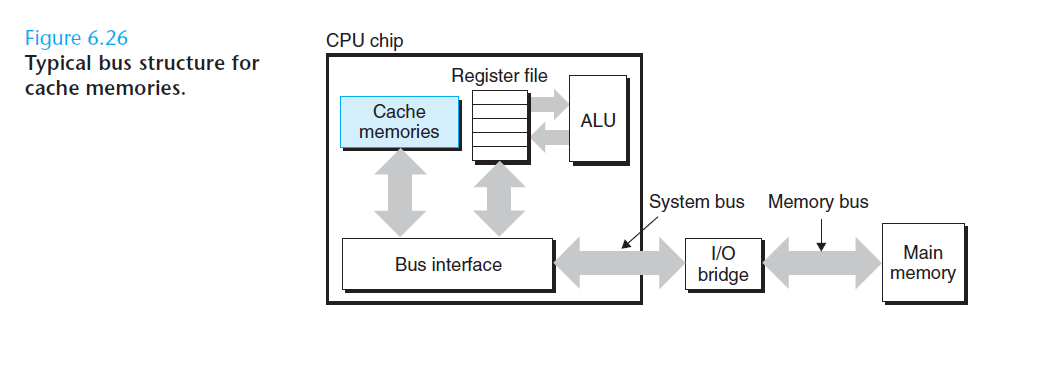 Figure 6.26
Typical bus structure for
cache memories.
CPU chip
Register file
Cache
memories
ALU
System bus
Memory bus
Bus interface
I/O
bridge
Main
memory